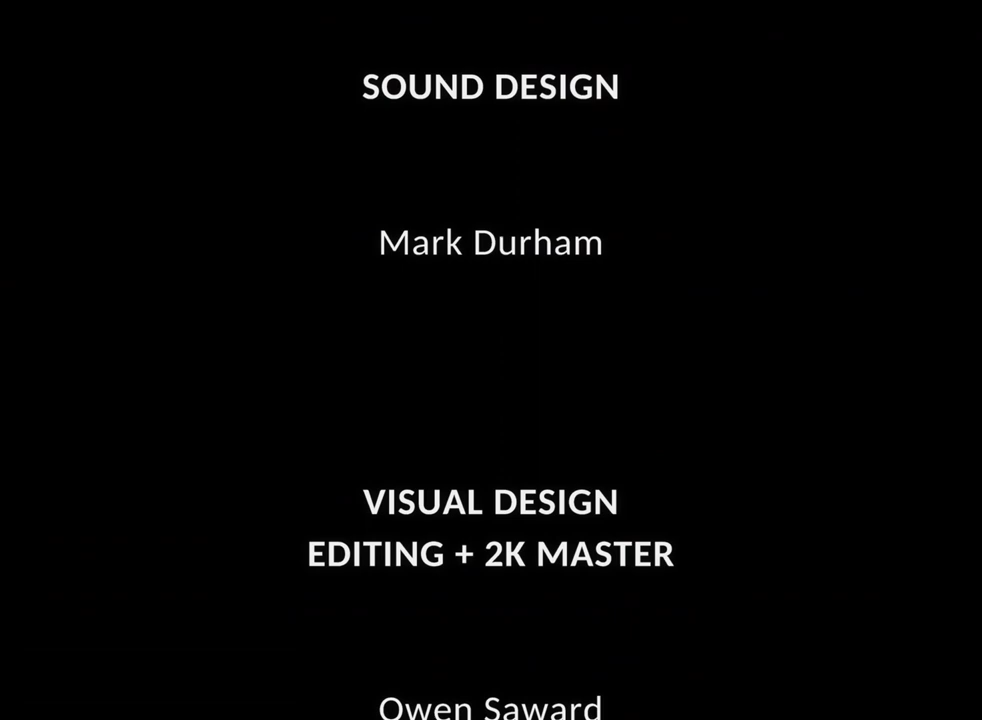 SOUND DESIGN
Mark Durham
VISUAL DESIGN
EDITING + 2K MASTER
Owen Saward